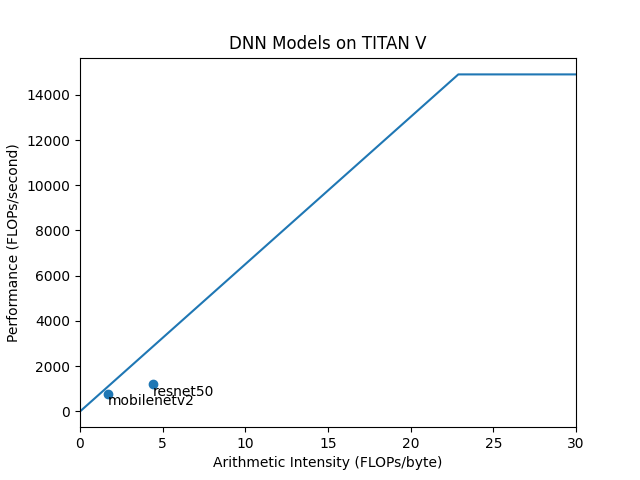 DNN Models on TITAN V
Performance (FLOPs/second)
14000
12000
10000
8000
6000
4000
2000
0
resnet50
mobilenetv2
0 5 10 15 20 25 30
Arithmetic Intensity (FLOPs/byte)